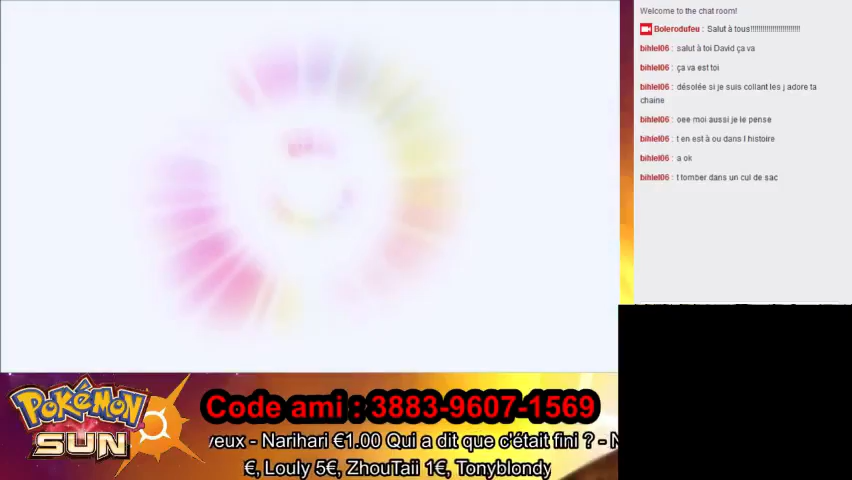 Welcome to the chat room!
Bolerodufeu : Salut à tous!!!!!!!!!!!!!!!!!!!!!!!!!
bihlel06 : salut à toi David ça va
bihlel06 : ça va est toi
bihlel06 : désolée si je suis collant les j adore ta
chaine
bihlel06 : oee moi aussi je le pense
bihlel06 : t en est à ou dans l histoire
bihlel06 : a ok
bihlel06 : t tomber dans un cul de sac
POKÉMON
SUN
Code ami : 3883-9607-1569
veux - Narihari €1.00 Qui a dit que c'était fini ? - N
€, Louly 5€, ZhouTaii 1€, Tonyblondy